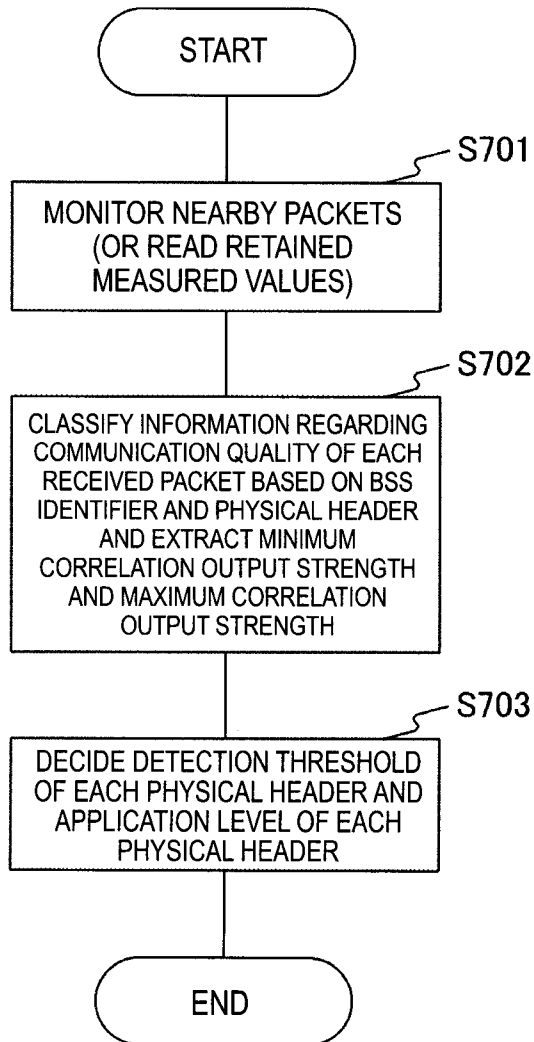 START
S701
MONITOR NEARBY PACKETS
(OR READ RETAINED
MEASURED VALUES)
S702
CLASSIFY INFORMATION REGARDING
COMMUNICATION QUALITY OF EACH
RECEIVED PACKET BASED ON BSS
IDENTIFIER AND PHYSICAL HEADER
AND EXTRACT MINIMUM
CORRELATION OUTPUT STRENGTH
AND MAXIMUM CORRELATION
OUTPUT STRENGTH
S703
DECIDE DETECTION THRESHOLD
OF EACH PHYSICAL HEADER AND
APPLICATION LEVEL OF EACH
PHYSICAL HEADER
END